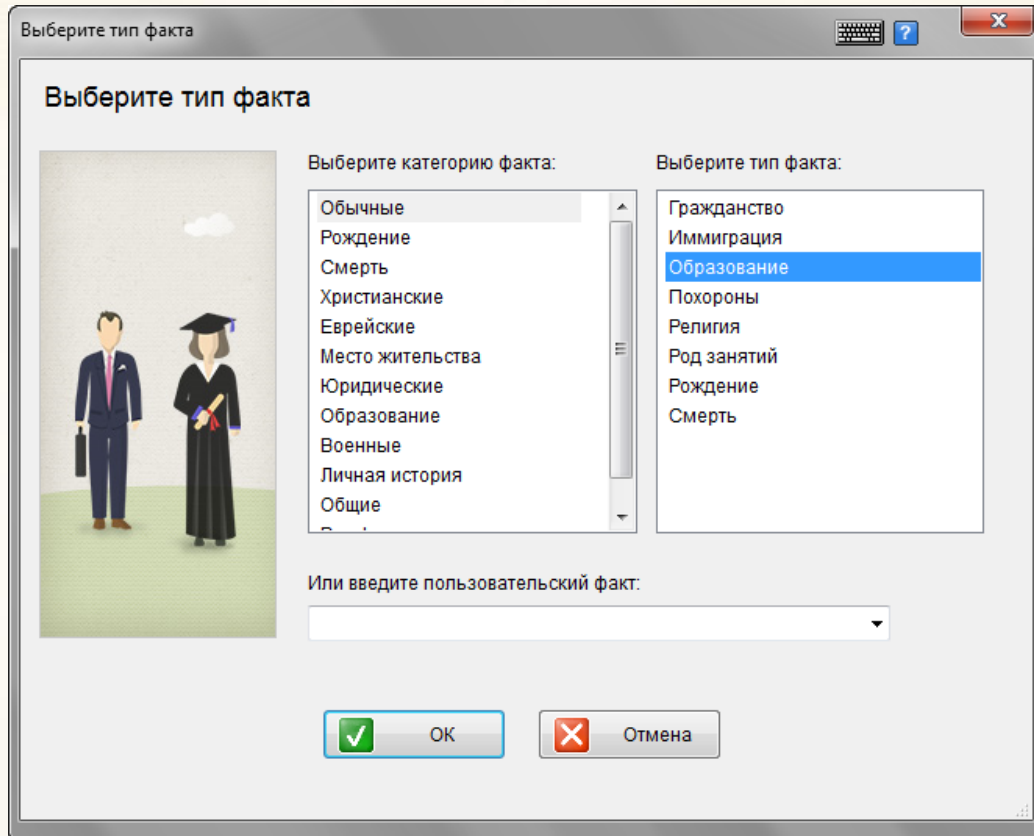 Выберите тип факта
?
Выберите тип факта
Выберите категорию факта:
Обычные
Рождение
Смерть
Христианские
Еврейские
Место жительства
Юридические
Образование
Военные
Личная история
Общие
Выберите тип факта:
Гражданство
Иммиграция
Образование
Похороны
Религия
Род занятий
Рождение
Смерть
Или введите пользовательский факт:
ОК
Отмена